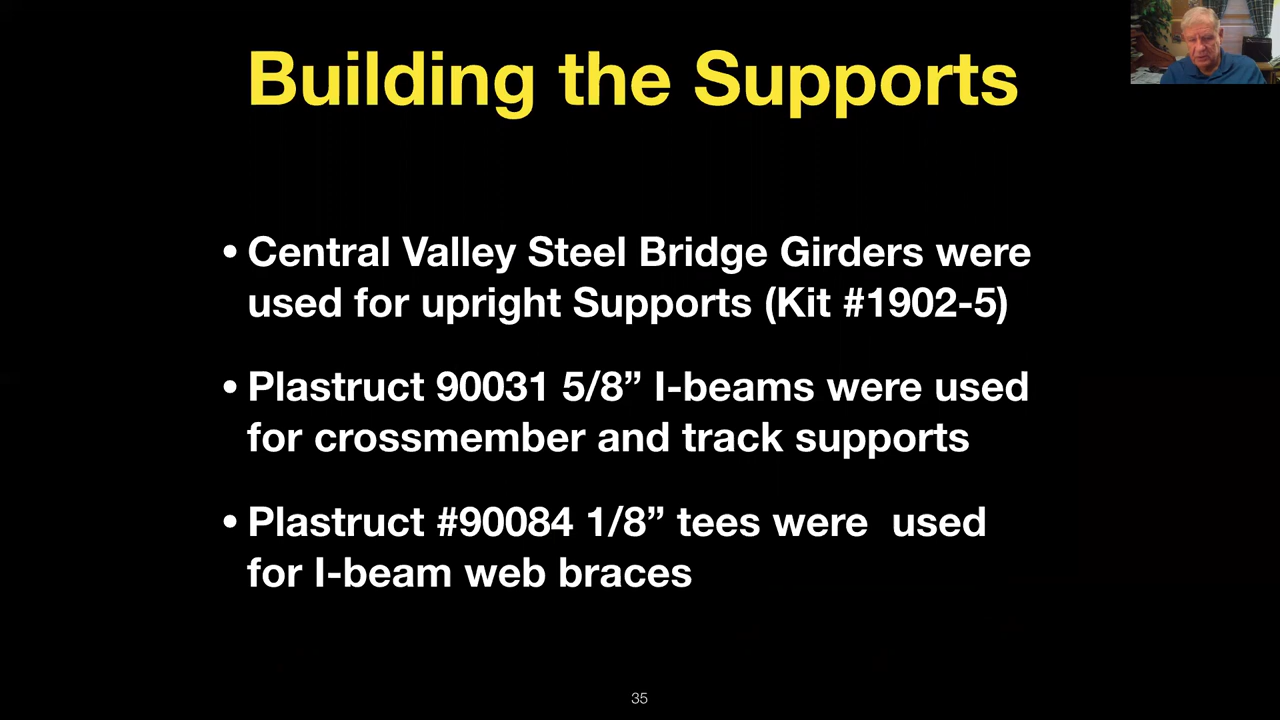 Building the Supports
• Central Valley Steel Bridge Girders were
used for upright Supports (Kit #1902-5)
• Plastruct 90031 5/8” I-beams were used
for crossmember and track supports
• Plastruct #90084 1/8” tees were  used
for I-beam web braces
35